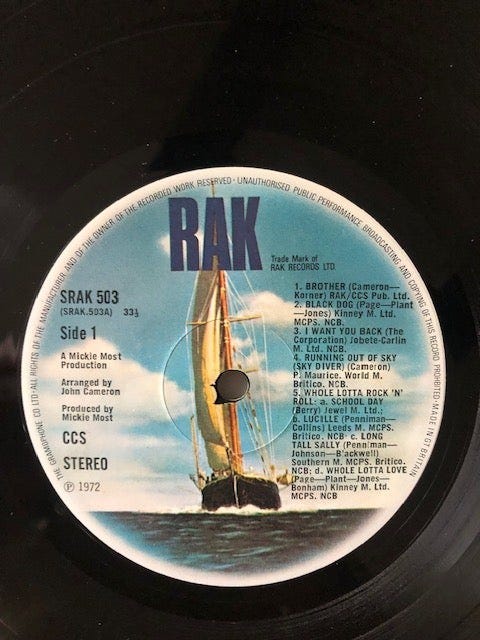 THE GRAMOPHONE CO LTD·ALL RIGHTS OF THE MANUFACTURER AND OF THE OWNER OF THE RECORDED WORK RESERVED·UNAUTHORISED PUBLIC PERFORMANCE BROADCASTING AND COPYING OF THIS RECORD PROHIBITED·MADE IN GT BRITAIN
RAK
Trade Mark of
RAK RECORDS LTD.
SRAK 503
(SRAK.503A) 33⅓
Side 1
A Mickie Most
Production
Arranged by
John Cameron
Produced by
Mickie Most
CCS
STEREO
℗ 1972
1. BROTHER (Cameron—
Korner) RAK/CCS Pub. Ltd.
2. BLACK DOG (Page—Plant
—Jones) Kinney M. Ltd.
MCPS. NCB.
3. I WANT YOU BACK (The
Corporation) Jobete-Carlin
M. Ltd. NCB.
4. RUNNING OUT OF SKY
(SKY DIVER) (Cameron)
P. Maurice. World M.
Britico. NCB.
5. WHOLE LOTTA ROCK 'N'
ROLL: a. SCHOOL DAY
(Berry) Jewel M. Ltd.;
b. LUCILLE (Penniman—
Collins) Leeds M. MCPS.
Britico. NCB· c. LONG
TALL SALLY (Penniman—
Johnson—B'ackwell)
Southern M. MCPS. Britico.
NCB; d. WHOLE LOTTA LOVE
(Page—Plant—Jones—
Bonham) Kinney M. Ltd.
MCPS. NCB